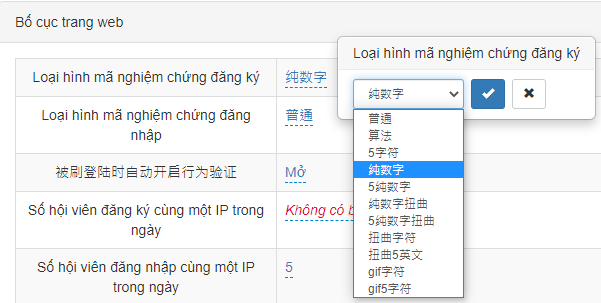 Bố cục trang web
Loại hình mã nghiệm chứng đăng ký
纯数字
Loại hình mã nghiệm chứng đăng
nhập
普通
被刷登陆时自动开启行为验证
Mở
Số hội viên đăng ký cùng một IP trong
ngày
Không có
Số hội viên đăng nhập cùng một IP
trong ngày
5
Loại hình mã nghiệm chứng đăng ký
纯数字
普通
算法
5字符
纯数字
5纯数字
纯数字扭曲
5纯数字扭曲
扭曲字符
扭曲5英文
gif字符
gif5字符